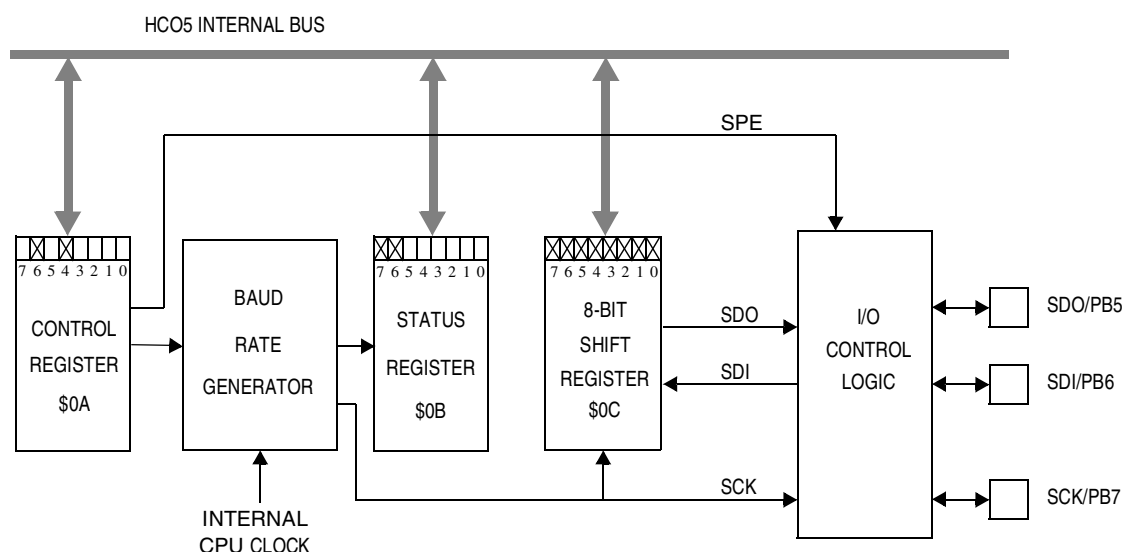 HCO5 INTERNAL BUS
SPE
7 6 5 4 3 2 1 0
CONTROL
REGISTER
$0A
BAUD
RATE
GENERATOR
INTERNAL
CPU CLOCK
7 6 5 4 3 2 1 0
STATUS
REGISTER
$0B
7 6 5 4 3 2 1 0
8-BIT
SHIFT
REGISTER
$0C
SDO
SDI
SCK
I/O
CONTROL
LOGIC
SDO/PB5
SDI/PB6
SCK/PB7